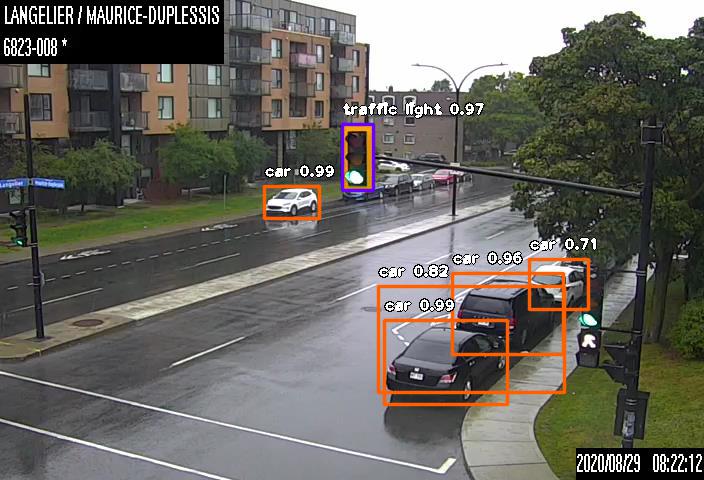 LANGELIER / MAURICE-DUPLESSIS
6823-008 *
traffic light 0.97
car 0.99
car 0.71
car 0.96
car 0.82
car 0.99
Langelier
2020/08/29 08:22:12